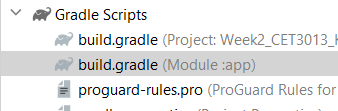 Gradle Scripts
build.gradle (Project: Week2_CET3013_
build.gradle (Module :app)
proguard-rules.pro (ProGuard Rules for